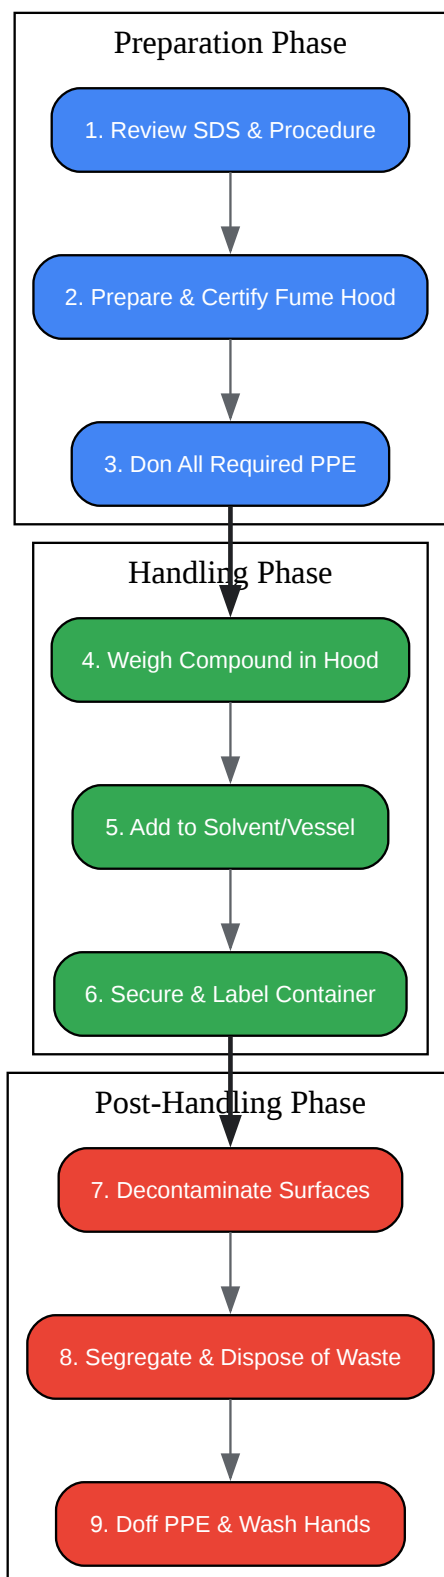 Preparation Phase
1. Review SDS & Procedure
2. Prepare & Certify Fume Hood
3. Don All Required PPE
Handling Phase
4. Weigh Compound in Hood
5. Add to Solvent/Vessel
6. Secure & Label Container
Post-Handling Phase
7. Decontaminate Surfaces
8. Segregate & Dispose of Waste
9. Doff PPE & Wash Hands